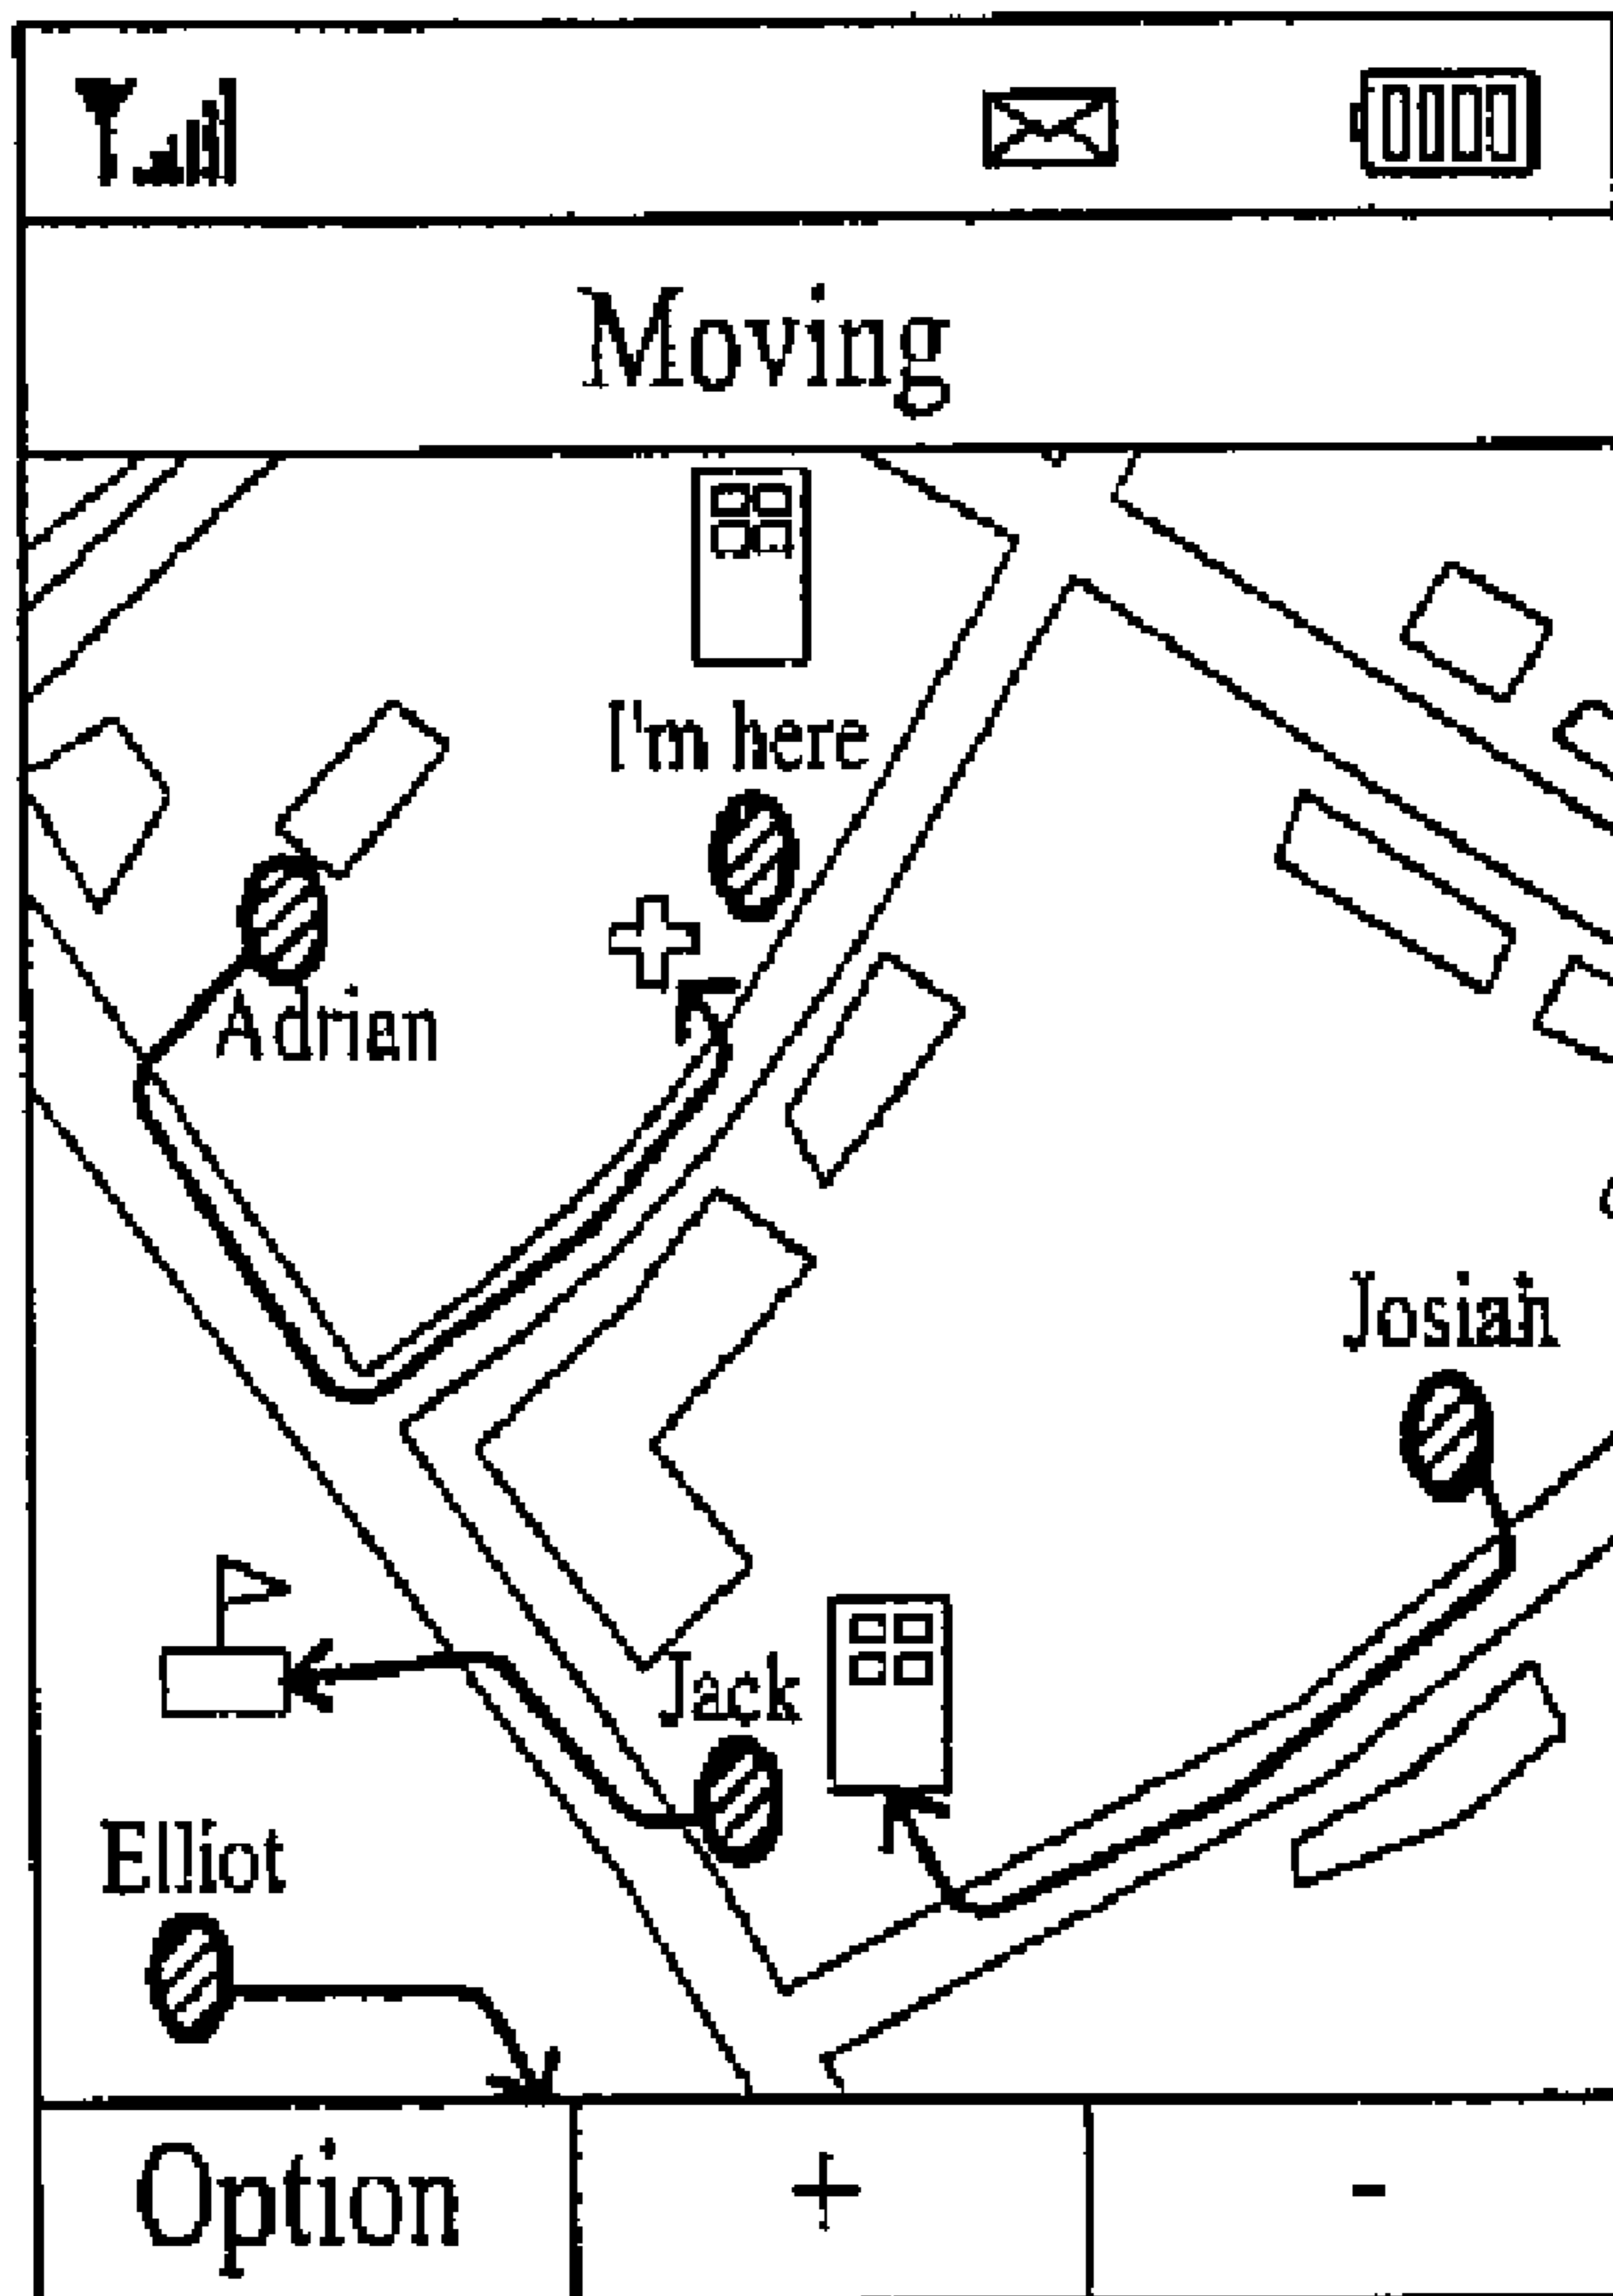 Moving
I'm here
Adrian
Josiah
Jack
Elliot
Option
+
-